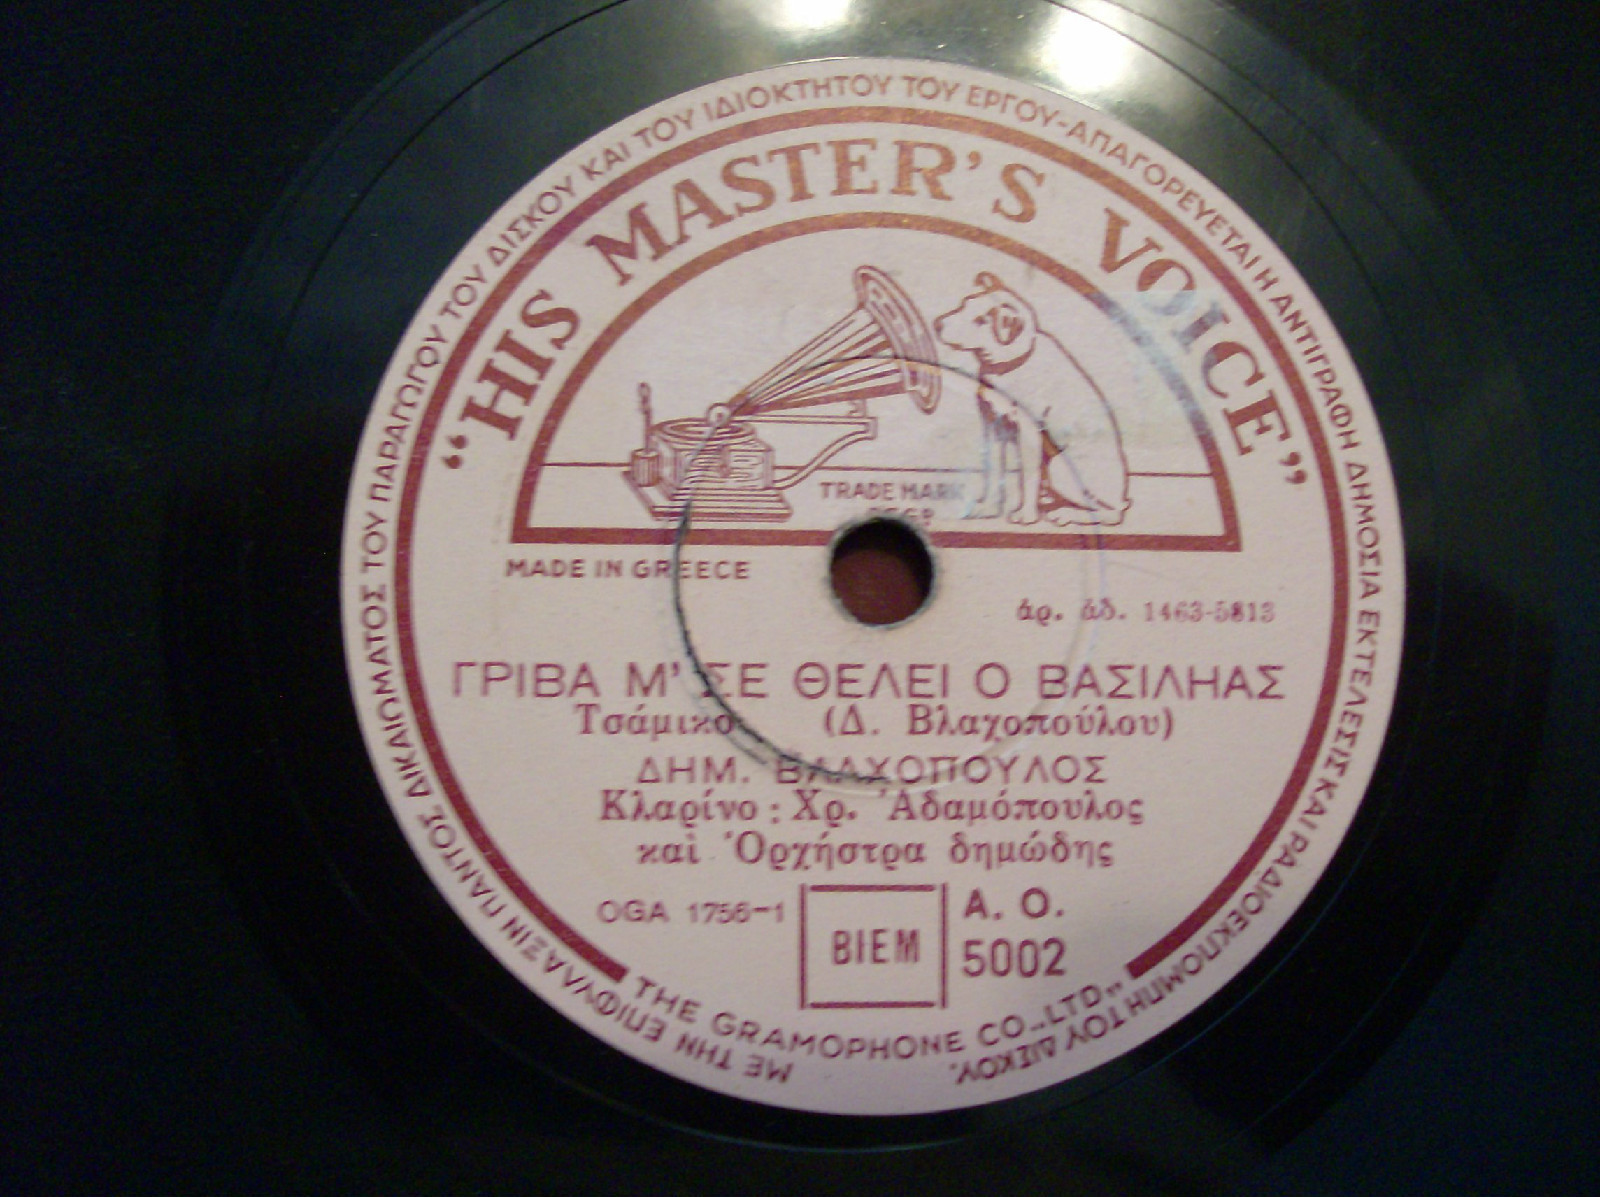 ΜΕ ΤΗΝ ΕΠΙΦΥΛΑΞΙΝ ΠΑΝΤΟΣ ΔΙΚΑΙΩΜΑΤΟΣ ΤΟΥ ΠΑΡΑΓΩΓΟΥ ΤΟΥ ΔΙΣΚΟΥ ΚΑΙ ΤΟΥ ΙΔΙΟΚΤΗΤΟΥ ΤΟΥ ΕΡΓΟΥ-ΑΠΑΓΟΡΕΥΕΤΑΙ Η ΑΝΤΙΓΡΑΦΗ ΔΗΜΟΣΙΑ ΕΚΤΕΛΕΣΙΣ ΚΑΙ ΡΑΔΙΟΕΚΠΟΜΠΗ ΤΟΥ ΔΙΣΚΟΥ.
“HIS MASTER'S VOICE”
TRADE MARK
MADE IN GREECE
ἀρ. ἀδ. 1463-5813
ΓΡΙΒΑ Μ' ΣΕ ΘΕΛΕΙ Ο ΒΑΣΙΛΗΑΣ
Τσάμικο (Δ. Βλαχοπούλου)
ΔΗΜ. ΒΛΑΧΟΠΟΥΛΟΣ
Κλαρίνο : Χρ. Ἀδαμόπουλος
καὶ Ὀρχήστρα δημώδης
OGA 1756-1
BIEM
A. O.
5002
THE GRAMOPHONE CO., LTD.,